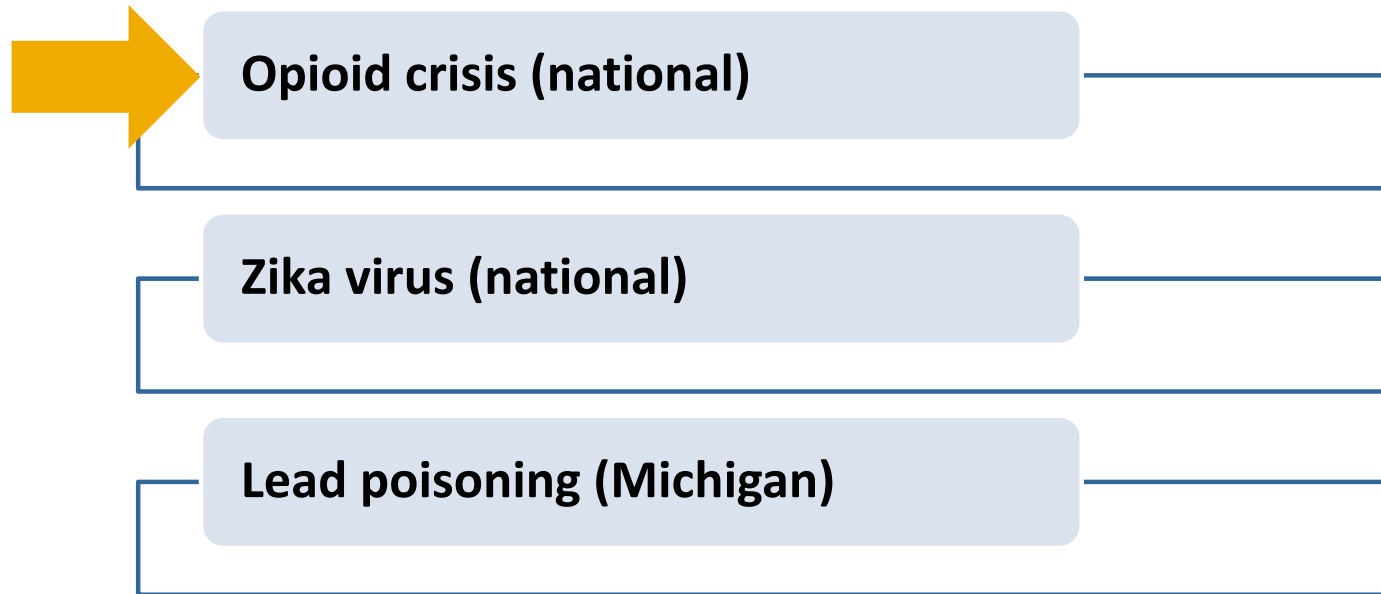 Opioid crisis (national)
Zika virus (national)
Lead poisoning (Michigan)